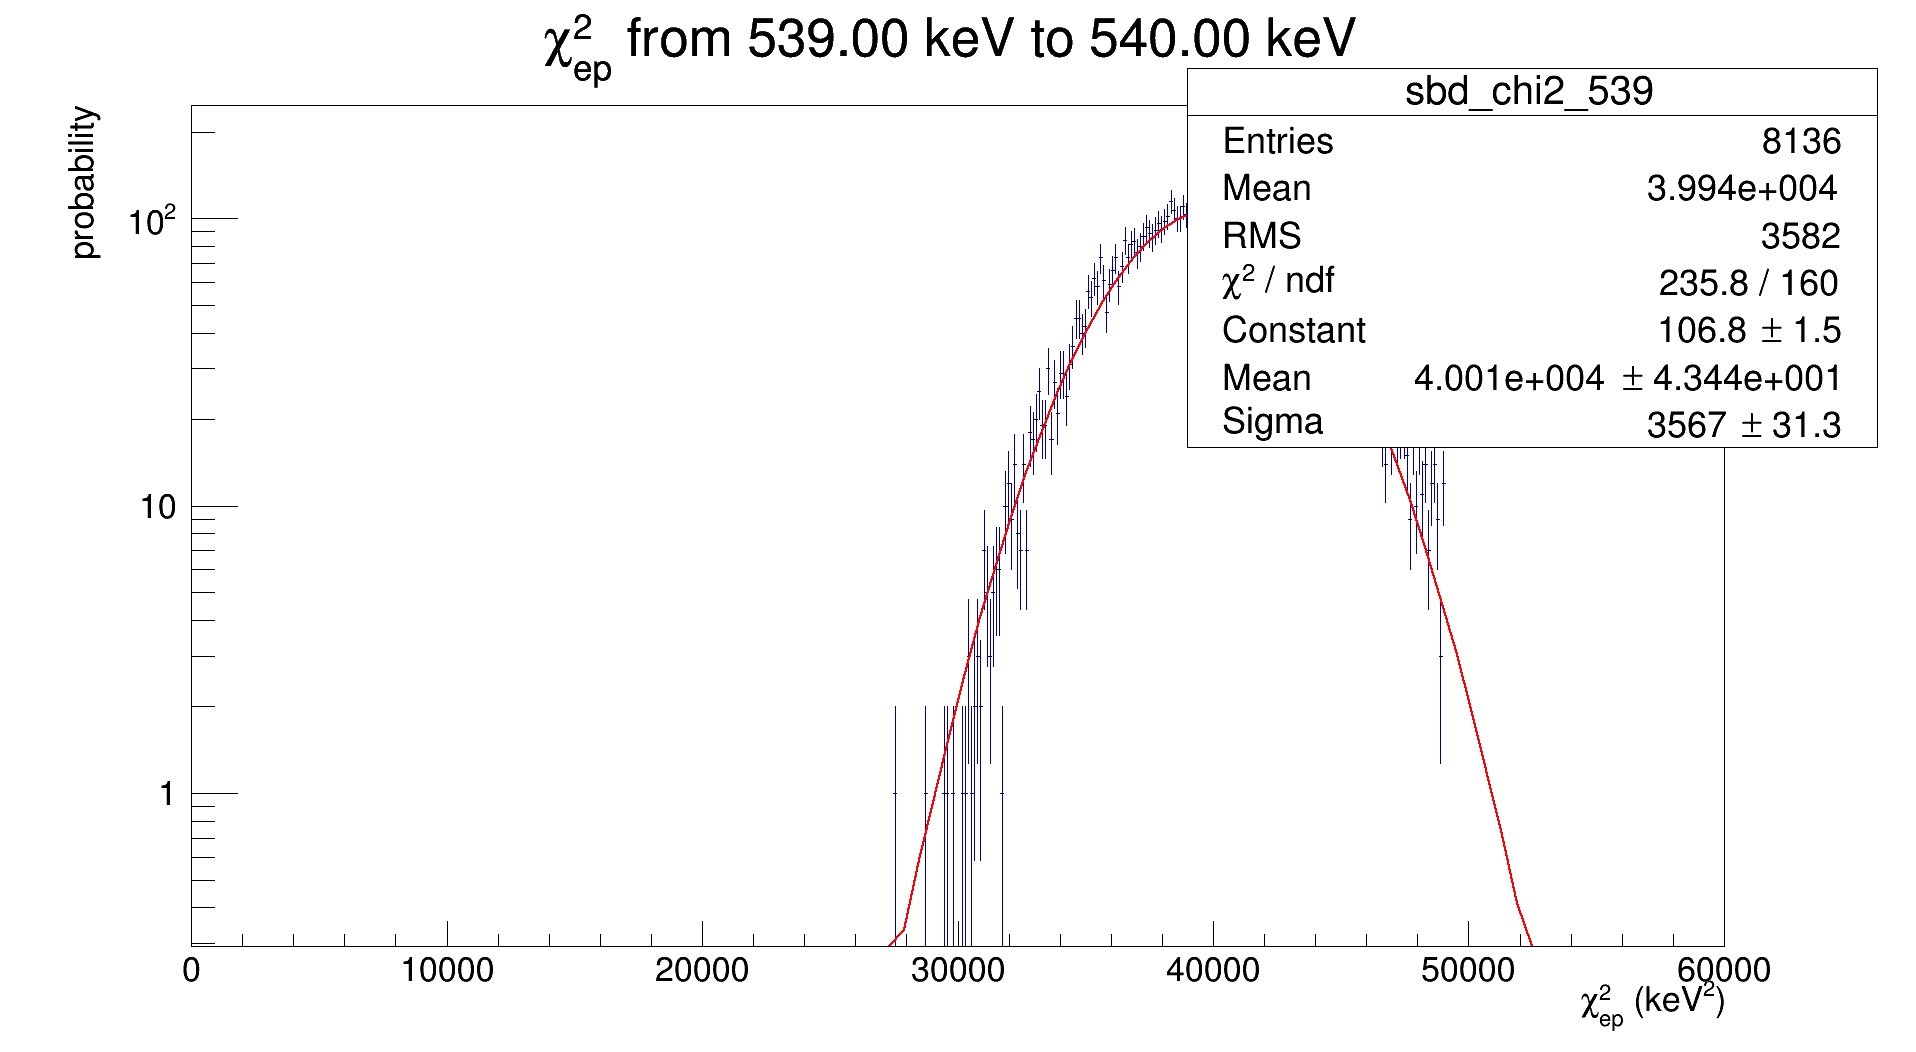 χ²ep from 539.00 keV to 540.00 keV
sbd_chi2_539
Entries 8136
Mean 3.994e+004
RMS 3582
χ² / ndf 235.8 / 160
Constant 106.8 ± 1.5
Mean 4.001e+004 ± 4.344e+001
Sigma 3567 ± 31.3
probability
10²
10
1
0 10000 20000 30000 40000 50000 60000
χ²ep (keV²)